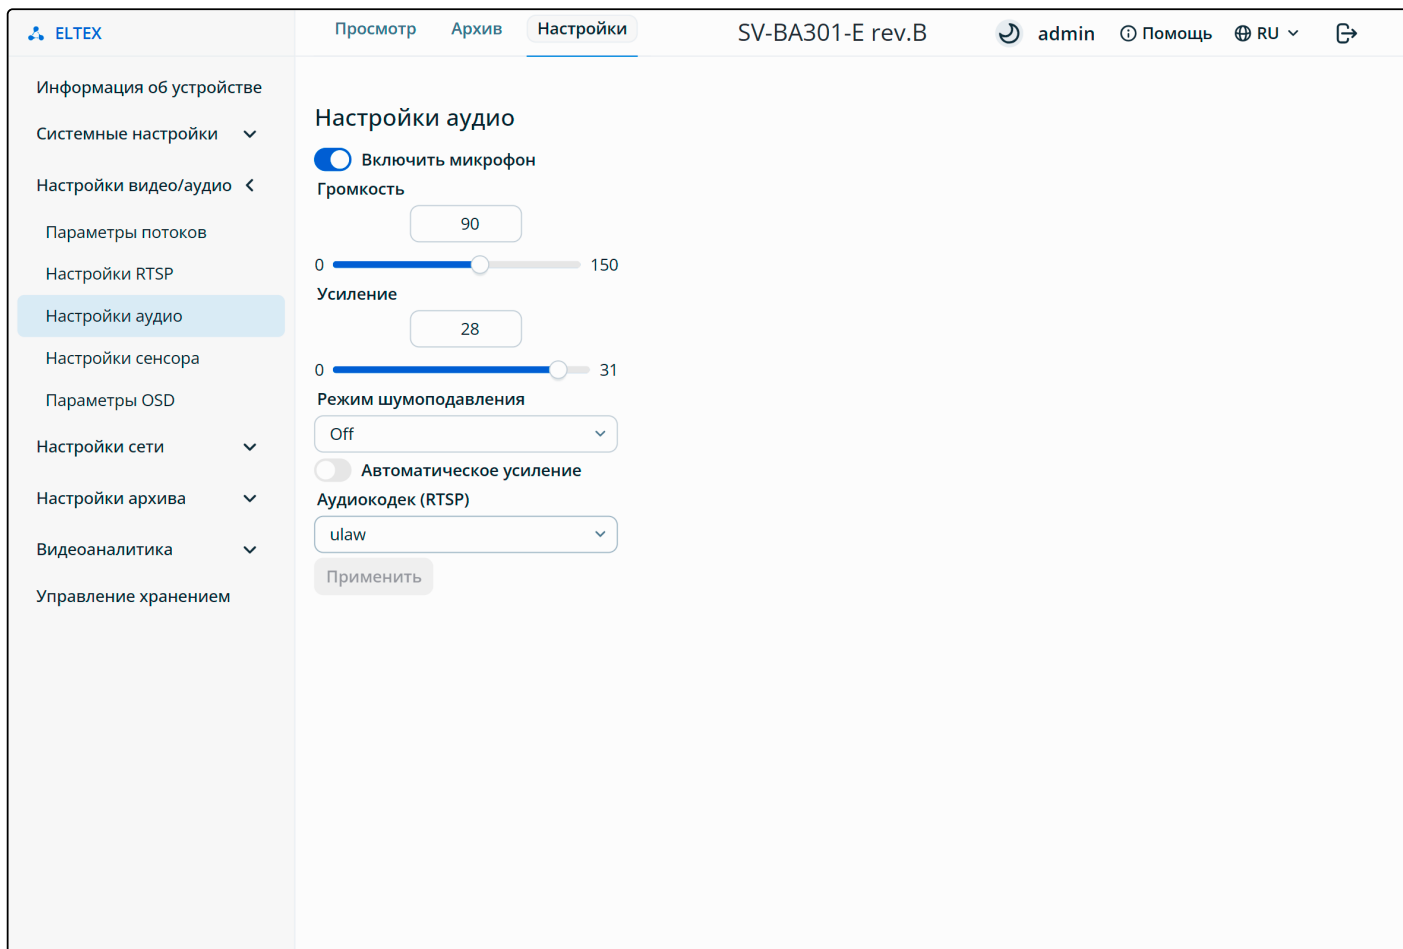 ELTEX
Просмотр Архив Настройки SV-BA301-E rev.B admin Помощь RU
Информация об устройстве
Системные настройки
Настройки видео/аудио
Параметры потоков
Настройки RTSP
Настройки аудио
Настройки сенсора
Параметры OSD
Настройки сети
Настройки архива
Видеоаналитика
Управление хранением
Настройки аудио
Включить микрофон
Громкость
90
0 150
Усиление
28
0 31
Режим шумоподавления
Off
Автоматическое усиление
Аудиокодек (RTSP)
ulaw
Применить